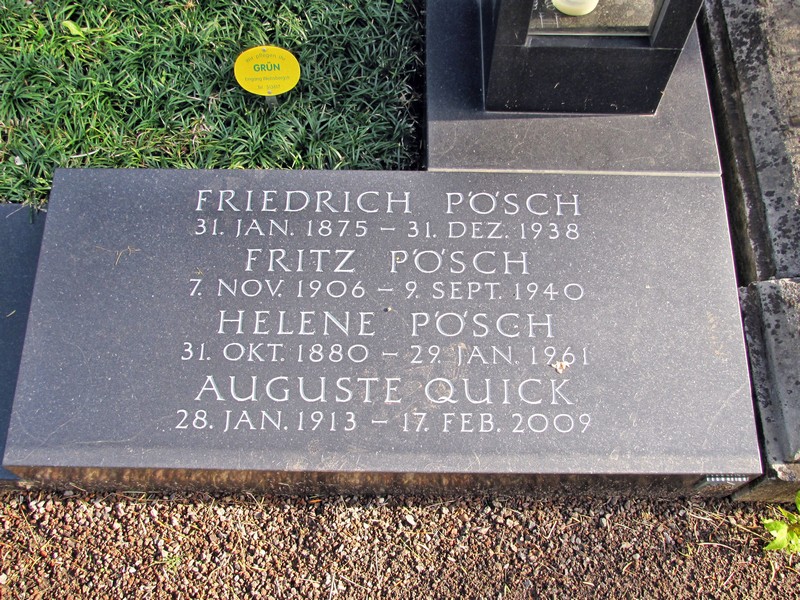 GRÜN
FRIEDRICH PÖSCH
31. JAN. 1875 – 31. DEZ. 1938
FRITZ PÖSCH
7. NOV. 1906 – 9. SEPT. 1940
HELENE PÖSCH
31. OKT. 1880 – 29. JAN. 1961
AUGUSTE QUICK
28. JAN. 1913 – 17. FEB. 2009